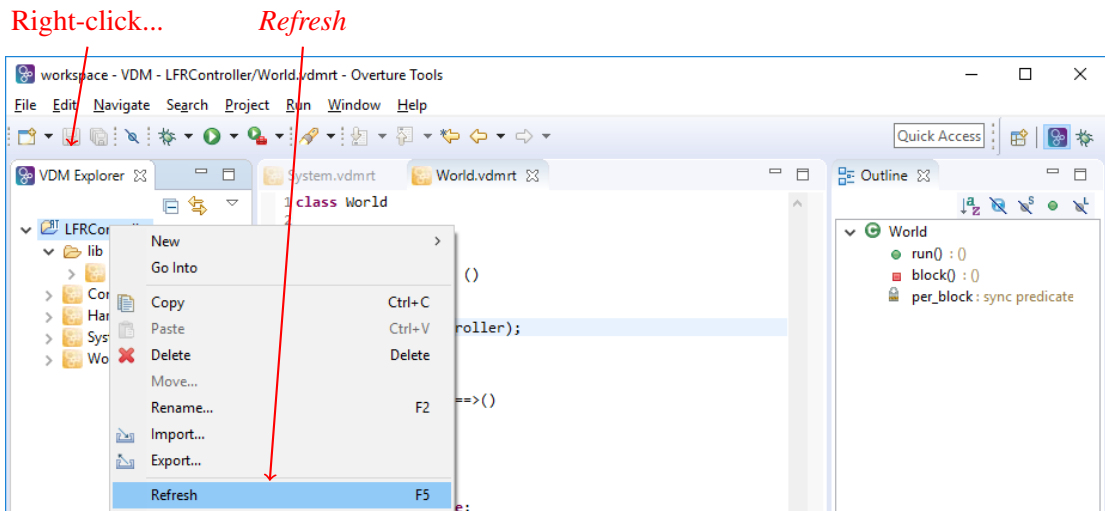 Right-click... Refresh
workspace - VDM - LFRController/World.vdmrt - Overture Tools
File Edit Navigate Search Project Run Window Help
Quick Access
VDM Explorer System.vdmrt World.vdmrt Outline
1 class World
2
LFRCon World
New
lib run() : ()
Go Into () block() : ()
Cor Copy Ctrl+C per_block : sync predicate
Har Paste Ctrl+V roller);
Sys
Wo Delete Delete
Move...
Rename... F2 ==>()
Import...
Export...
Refresh F5
e;